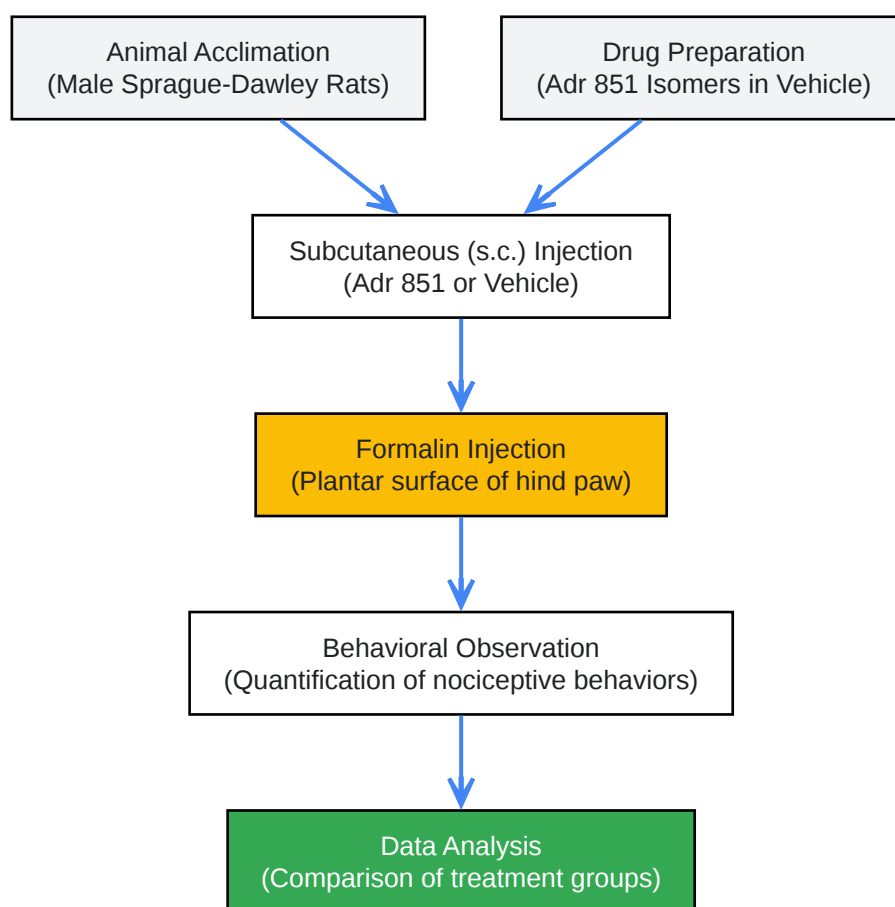 Animal Acclimation
(Male Sprague-Dawley Rats)
Drug Preparation
(Adr 851 Isomers in Vehicle)
Subcutaneous (s.c.) Injection
(Adr 851 or Vehicle)
Formalin Injection
(Plantar surface of hind paw)
Behavioral Observation
(Quantification of nociceptive behaviors)
Data Analysis
(Comparison of treatment groups)